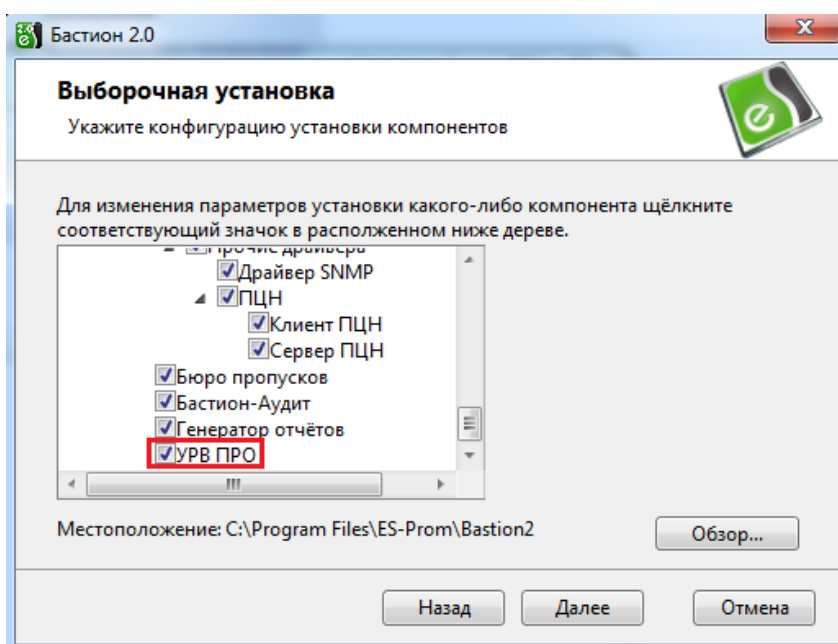 Бастион 2.0
Выборочная установка
Укажите конфигурацию установки компонентов
Для изменения параметров установки какого-либо компонента щёлкните
соответствующий значок в расположенном ниже дереве.
Прочие драйвера
Драйвер SNMP
ПЦН
Клиент ПЦН
Сервер ПЦН
Бюро пропусков
Бастион-Аудит
Генератор отчётов
УРВ ПРО
Местоположение: C:\Program Files\ES-Prom\Bastion2
Обзор...
Назад Далее Отмена